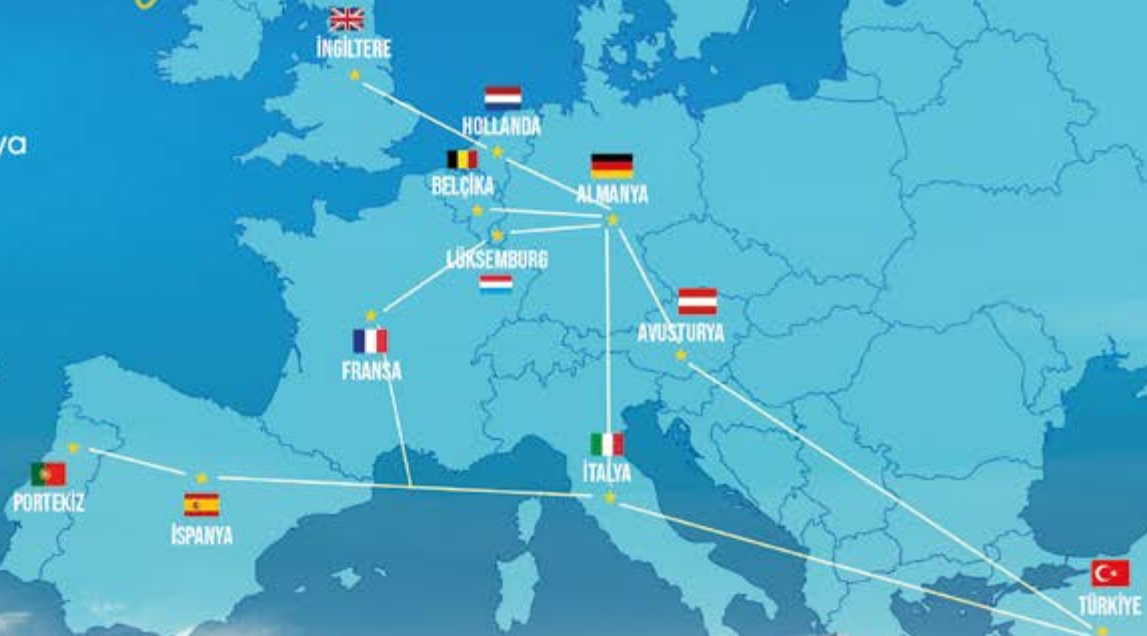 İNGİLTERE
HOLLANDA
BELÇİKA
ALMANYA
LÜKSEMBURG
AVUSTURYA
FRANSA
İTALYA
PORTEKİZ
İSPANYA
TÜRKİYE